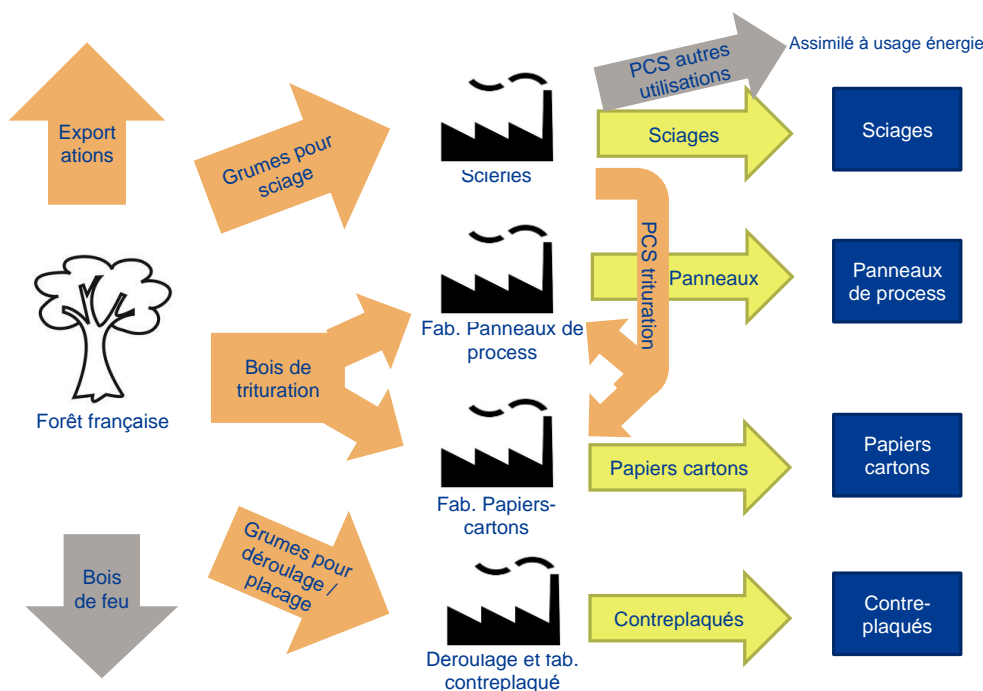 Assimilé à usage énergie
PCS autres
utilisations
Export
ations
Grumes pour
sciage
Scieries
Sciages
Sciages
PCS trituration
Panneaux
Panneaux
de process
Fab. Panneaux de
process
Bois de
trituration
Forêt française
Papiers cartons
Papiers
cartons
Fab. Papiers-
cartons
Grumes pour
déroulage /
placage
Bois
de feu
Contreplaqués
Contre-
plaqués
Déroulage et fab.
contreplaqué